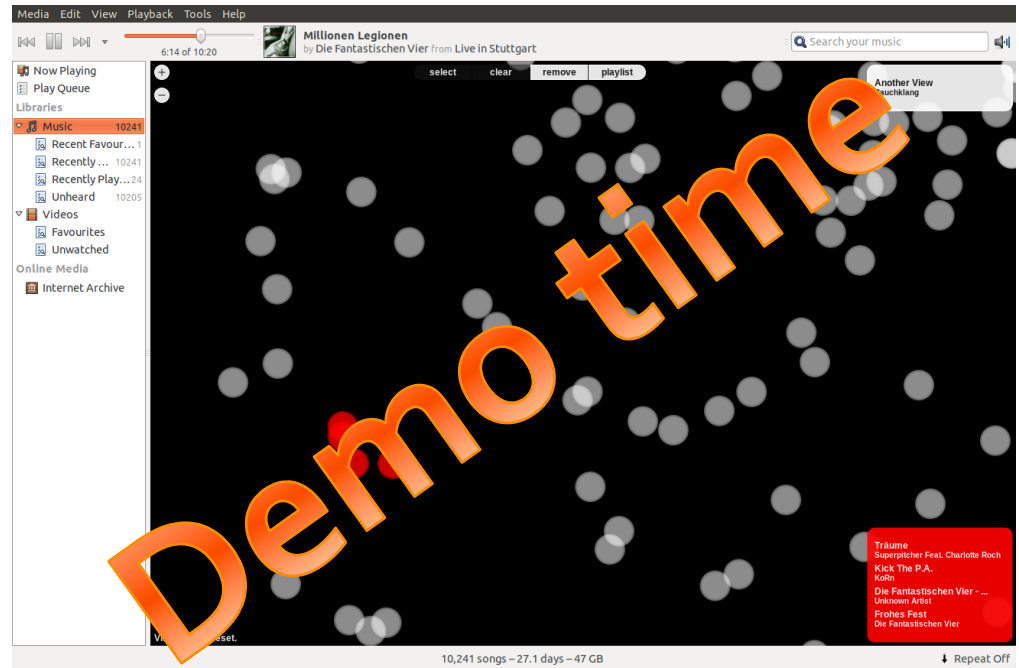 Media Edit View Playback Tools Help
Millionen Legionen
by Die Fantastischen Vier from Live in Stuttgart
6:14 of 10:20
Search your music
Now Playing
Play Queue
Libraries
Music 10241
Recent Favour... 1
Recently ... 10241
Recently Play... 24
Unheard 10205
Videos
Favourites
Unwatched
Online Media
Internet Archive
select clear remove playlist
Another View
Demo time
Träume
Superpitcher Feat. Charlotte Roch
Kick The P.A.
KoRn
Die Fantastischen Vier - ...
Unknown Artist
Frohes Fest
Die Fantastischen Vier
10,241 songs – 27.1 days – 47 GB
Repeat Off